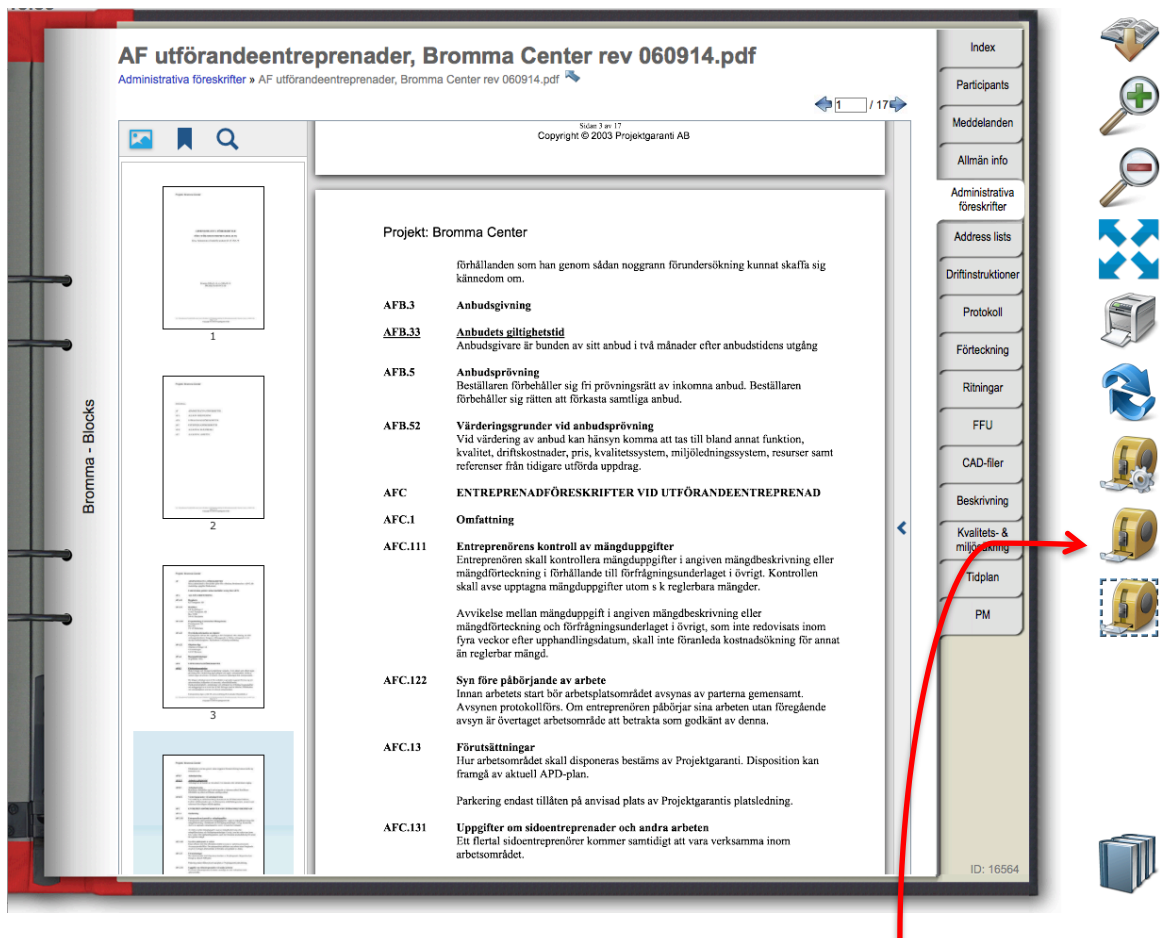 AF utförandeentreprenader, Bromma Center rev 060914.pdf
Administrativa föreskrifter » AF utförandeentreprenader, Bromma Center rev 060914.pdf
1 / 17
Bromma - Blocks
1
2
3
Sidan 3 av 17
Copyright © 2003 Projektgaranti AB
Projekt: Bromma Center
förhållanden som han genom sådan noggrann förundersökning kunnat skaffa sig
kännedom om.
AFB.3 Anbudsgivning
AFB.33 Anbudets giltighetstid
Anbudsgivare är bunden av sitt anbud i två månader efter anbudstidens utgång
AFB.5 Anbudsprövning
Beställaren förbehåller sig fri prövningsrätt av inkomna anbud. Beställaren
förbehåller sig rätten att förkasta samtliga anbud.
AFB.52 Värderingsgrunder vid anbudsprövning
Vid värdering av anbud kan hänsyn komma att tas till bland annat funktion,
kvalitet, driftskostnader, pris, kvalitetssystem, miljöledningssystem, resurser samt
referenser från tidigare utförda uppdrag.
AFC ENTREPRENADFÖRESKRIFTER VID UTFÖRANDEENTREPRENAD
AFC.1 Omfattning
AFC.111 Entreprenörens kontroll av mängduppgifter
Entreprenören skall kontrollera mängduppgifter i angiven mängdbeskrivning eller
mängdförteckning i förhållande till förfrågningsunderlaget i övrigt. Kontrollen
skall avse upptagna mängduppgifter utom s k reglerbara mängder.
Avvikelse mellan mängduppgift i angiven mängdbeskrivning eller
mängdförteckning och förfrågningsunderlaget i övrigt, som inte redovisats inom
fyra veckor efter upphandlingsdatum, skall inte föranleda kostnadsökning för annat
än reglerbar mängd.
AFC.122 Syn före påbörjande av arbete
Innan arbetets start bör arbetsplatsområdet avsynas av parterna gemensamt.
Avsynen protokollförs. Om entreprenören påbörjar sina arbeten utan föregående
avsyn är övertaget arbetsområde att betrakta som godkänt av denna.
AFC.13 Förutsättningar
Hur arbetsområdet skall disponeras bestäms av Projektgaranti. Disposition kan
framgå av aktuell APD-plan.
Parkering endast tillåten på anvisad plats av Projektgarantis platsledning.
AFC.131 Uppgifter om sidoentreprenader och andra arbeten
Ett flertal sidoentreprenörer kommer samtidigt att vara verksamma inom
arbetsområdet.
Index
Participants
Meddelanden
Allmän info
Administrativa
föreskrifter
Address lists
Driftinstruktioner
Protokoll
Förteckning
Ritningar
FFU
CAD-filer
Beskrivning
Kvalitets- &
miljösäkring
Tidplan
PM
ID: 16564